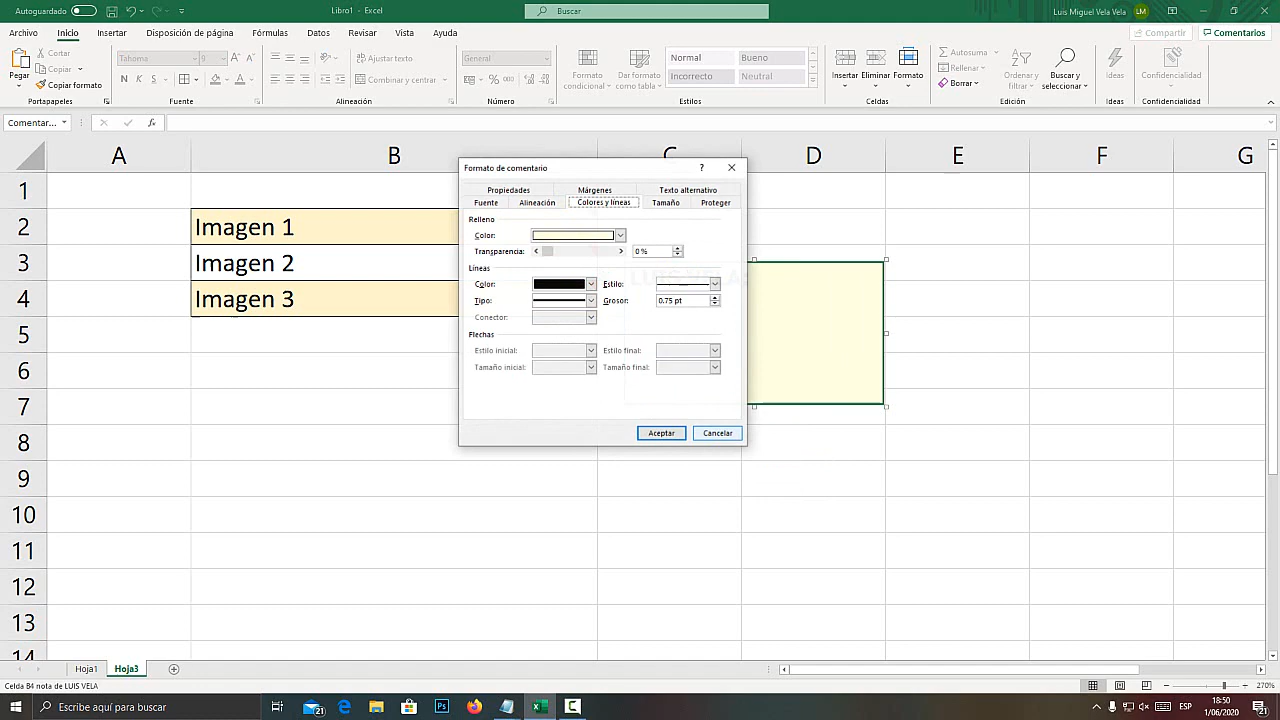 Autoguardado
Libro1 - Excel
Buscar
Luis Miguel Vela Vela
LM
Archivo
Inicio
Insertar
Disposición de página
Fórmulas
Datos
Revisar
Vista
Ayuda
Compartir
Comentarios
Pegar
Cortar
Copiar
Copiar formato
Portapapeles
Tahoma
N K S
Fuente
Ajustar texto
Combinar y centrar
Alineación
General
% 000
Número
Formato condicional
Dar formato como tabla
Normal
Bueno
Incorrecto
Neutral
Estilos
Insertar
Eliminar
Formato
Celdas
Autosuma
Rellenar
Borrar
Ordenar y filtrar
Buscar y seleccionar
Edición
Ideas
Ideas
Confidencialidad
Confidencialidad
Comentar...
fx
A B C D E F G
1
2 Imagen 1
3 Imagen 2
4 Imagen 3
5
6
7
8
9
10
11
12
13
14
Formato de comentario
?
Propiedades
Márgenes
Texto alternativo
Fuente
Alineación
Colores y líneas
Tamaño
Proteger
Relleno
Color:
Transparencia:
0 %
Líneas
Color:
Estilo:
Tipo:
Grosor:
0.75 pt
Conector:
Flechas
Estilo inicial:
Estilo final:
Tamaño inicial:
Tamaño final:
Aceptar
Cancelar
LUIS VELA:
Hoja1
Hoja3
Celda B4 nota de LUIS VELA
270%
Escribe aquí para buscar
21
ESP
18:50
1/06/2020